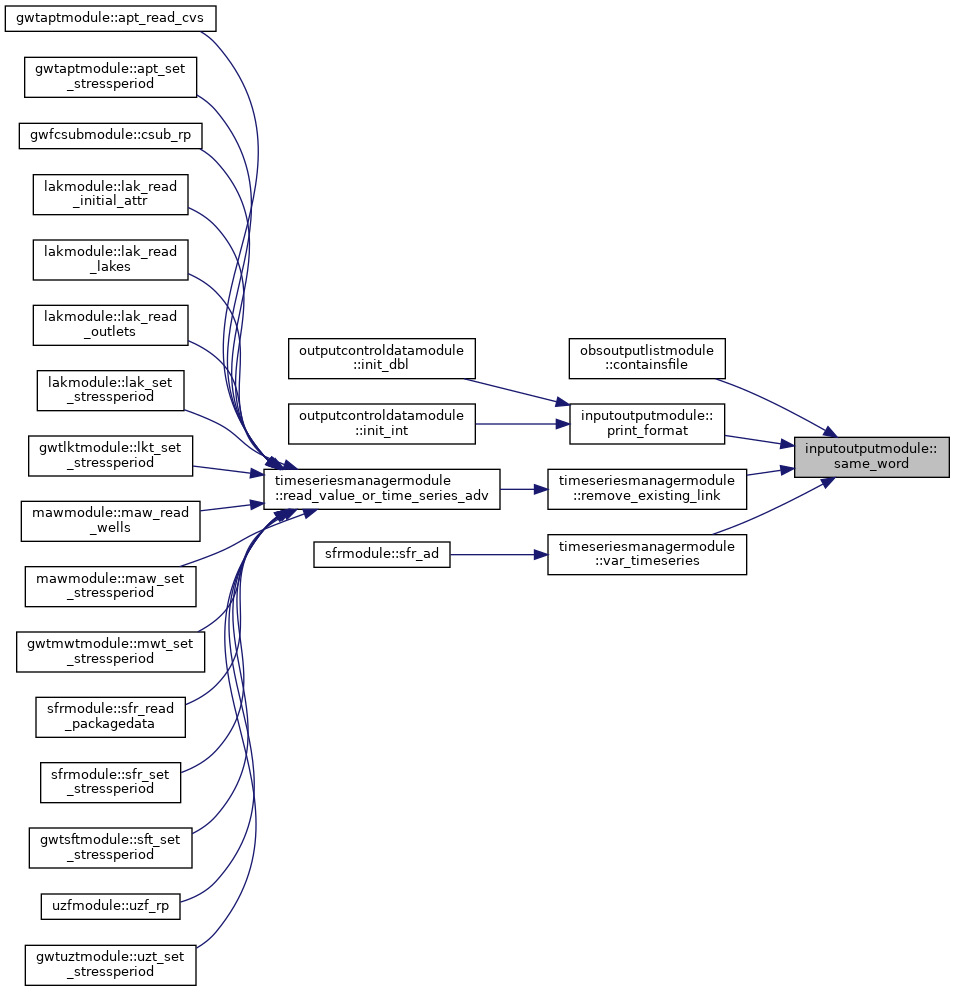 gwtaptmodule::apt_read_cvs
gwtaptmodule::apt_set
_stressperiod
gwfcsubmodule::csub_rp
lakmodule::lak_read
_initial_attr
lakmodule::lak_read
_lakes
lakmodule::lak_read
_outlets
lakmodule::lak_set
_stressperiod
gwtlktmodule::lkt_set
_stressperiod
mawmodule::maw_read
_wells
mawmodule::maw_set
_stressperiod
gwtmwtmodule::mwt_set
_stressperiod
sfrmodule::sfr_read
_packagedata
sfrmodule::sfr_set
_stressperiod
gwtsftmodule::sft_set
_stressperiod
uzfmodule::uzf_rp
gwtuztmodule::uzt_set
_stressperiod
outputcontroldatamodule
::init_dbl
outputcontroldatamodule
::init_int
timeseriesmanagermodule
::read_value_or_time_series_adv
sfrmodule::sfr_ad
obsoutputlistmodule
::containsfile
inputoutputmodule::
print_format
timeseriesmanagermodule
::remove_existing_link
timeseriesmanagermodule
::var_timeseries
inputoutputmodule::
same_word